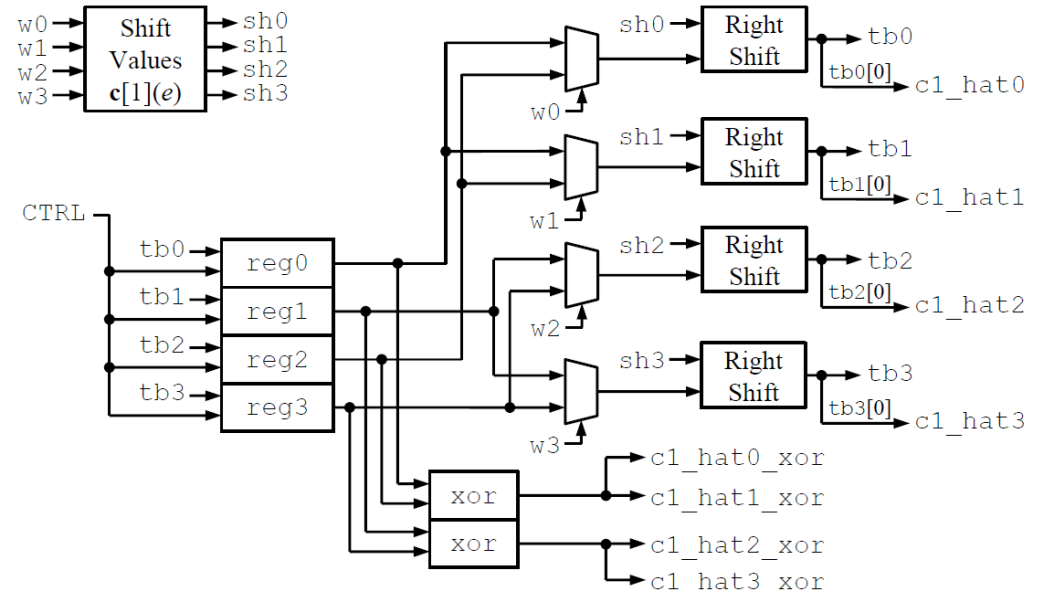 w0
w1
w2
w3
Shift
Values
c[1](e)
sh0
sh1
sh2
sh3
sh0
Right
Shift
tb0
tb0[0]
c1_hat0
w0
sh1
Right
Shift
tb1
tb1[0]
c1_hat1
w1
CTRL
tb0
reg0
tb1
reg1
tb2
reg2
tb3
reg3
sh2
Right
Shift
tb2
tb2[0]
c1_hat2
w2
sh3
Right
Shift
tb3
tb3[0]
c1_hat3
w3
xor
xor
c1_hat0_xor
c1_hat1_xor
c1_hat2_xor
c1_hat3_xor